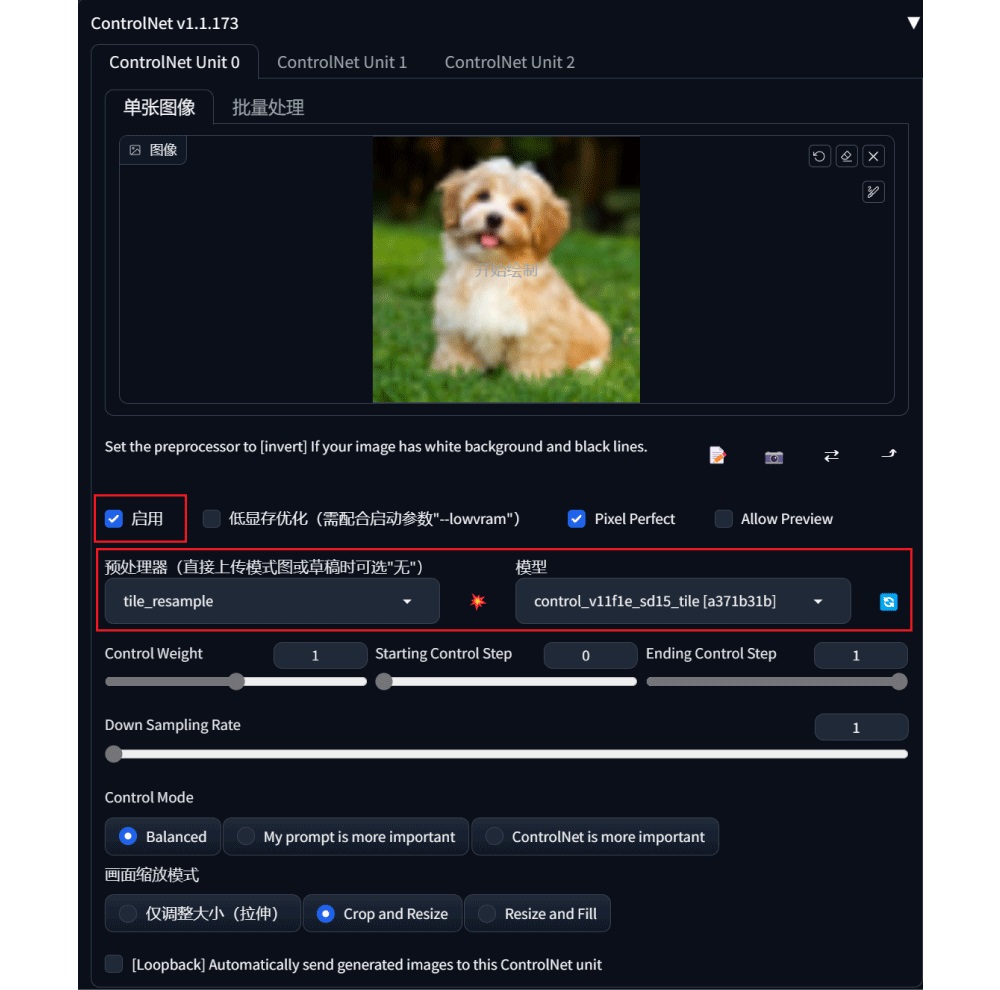 ControlNet v1.1.173 ▼
ControlNet Unit 0 ControlNet Unit 1 ControlNet Unit 2
单张图像 批量处理
图像
开始绘制
Set the preprocessor to [invert] If your image has white background and black lines.
启用 低显存优化（需配合启动参数"--lowvram"） Pixel Perfect Allow Preview
预处理器（直接上传模式图或草稿时可选"无"） 模型
tile_resample control_v11f1e_sd15_tile [a371b31b]
Control Weight 1 Starting Control Step 0 Ending Control Step 1
Down Sampling Rate 1
Control Mode
Balanced My prompt is more important ControlNet is more important
画面缩放模式
仅调整大小（拉伸） Crop and Resize Resize and Fill
[Loopback] Automatically send generated images to this ControlNet unit